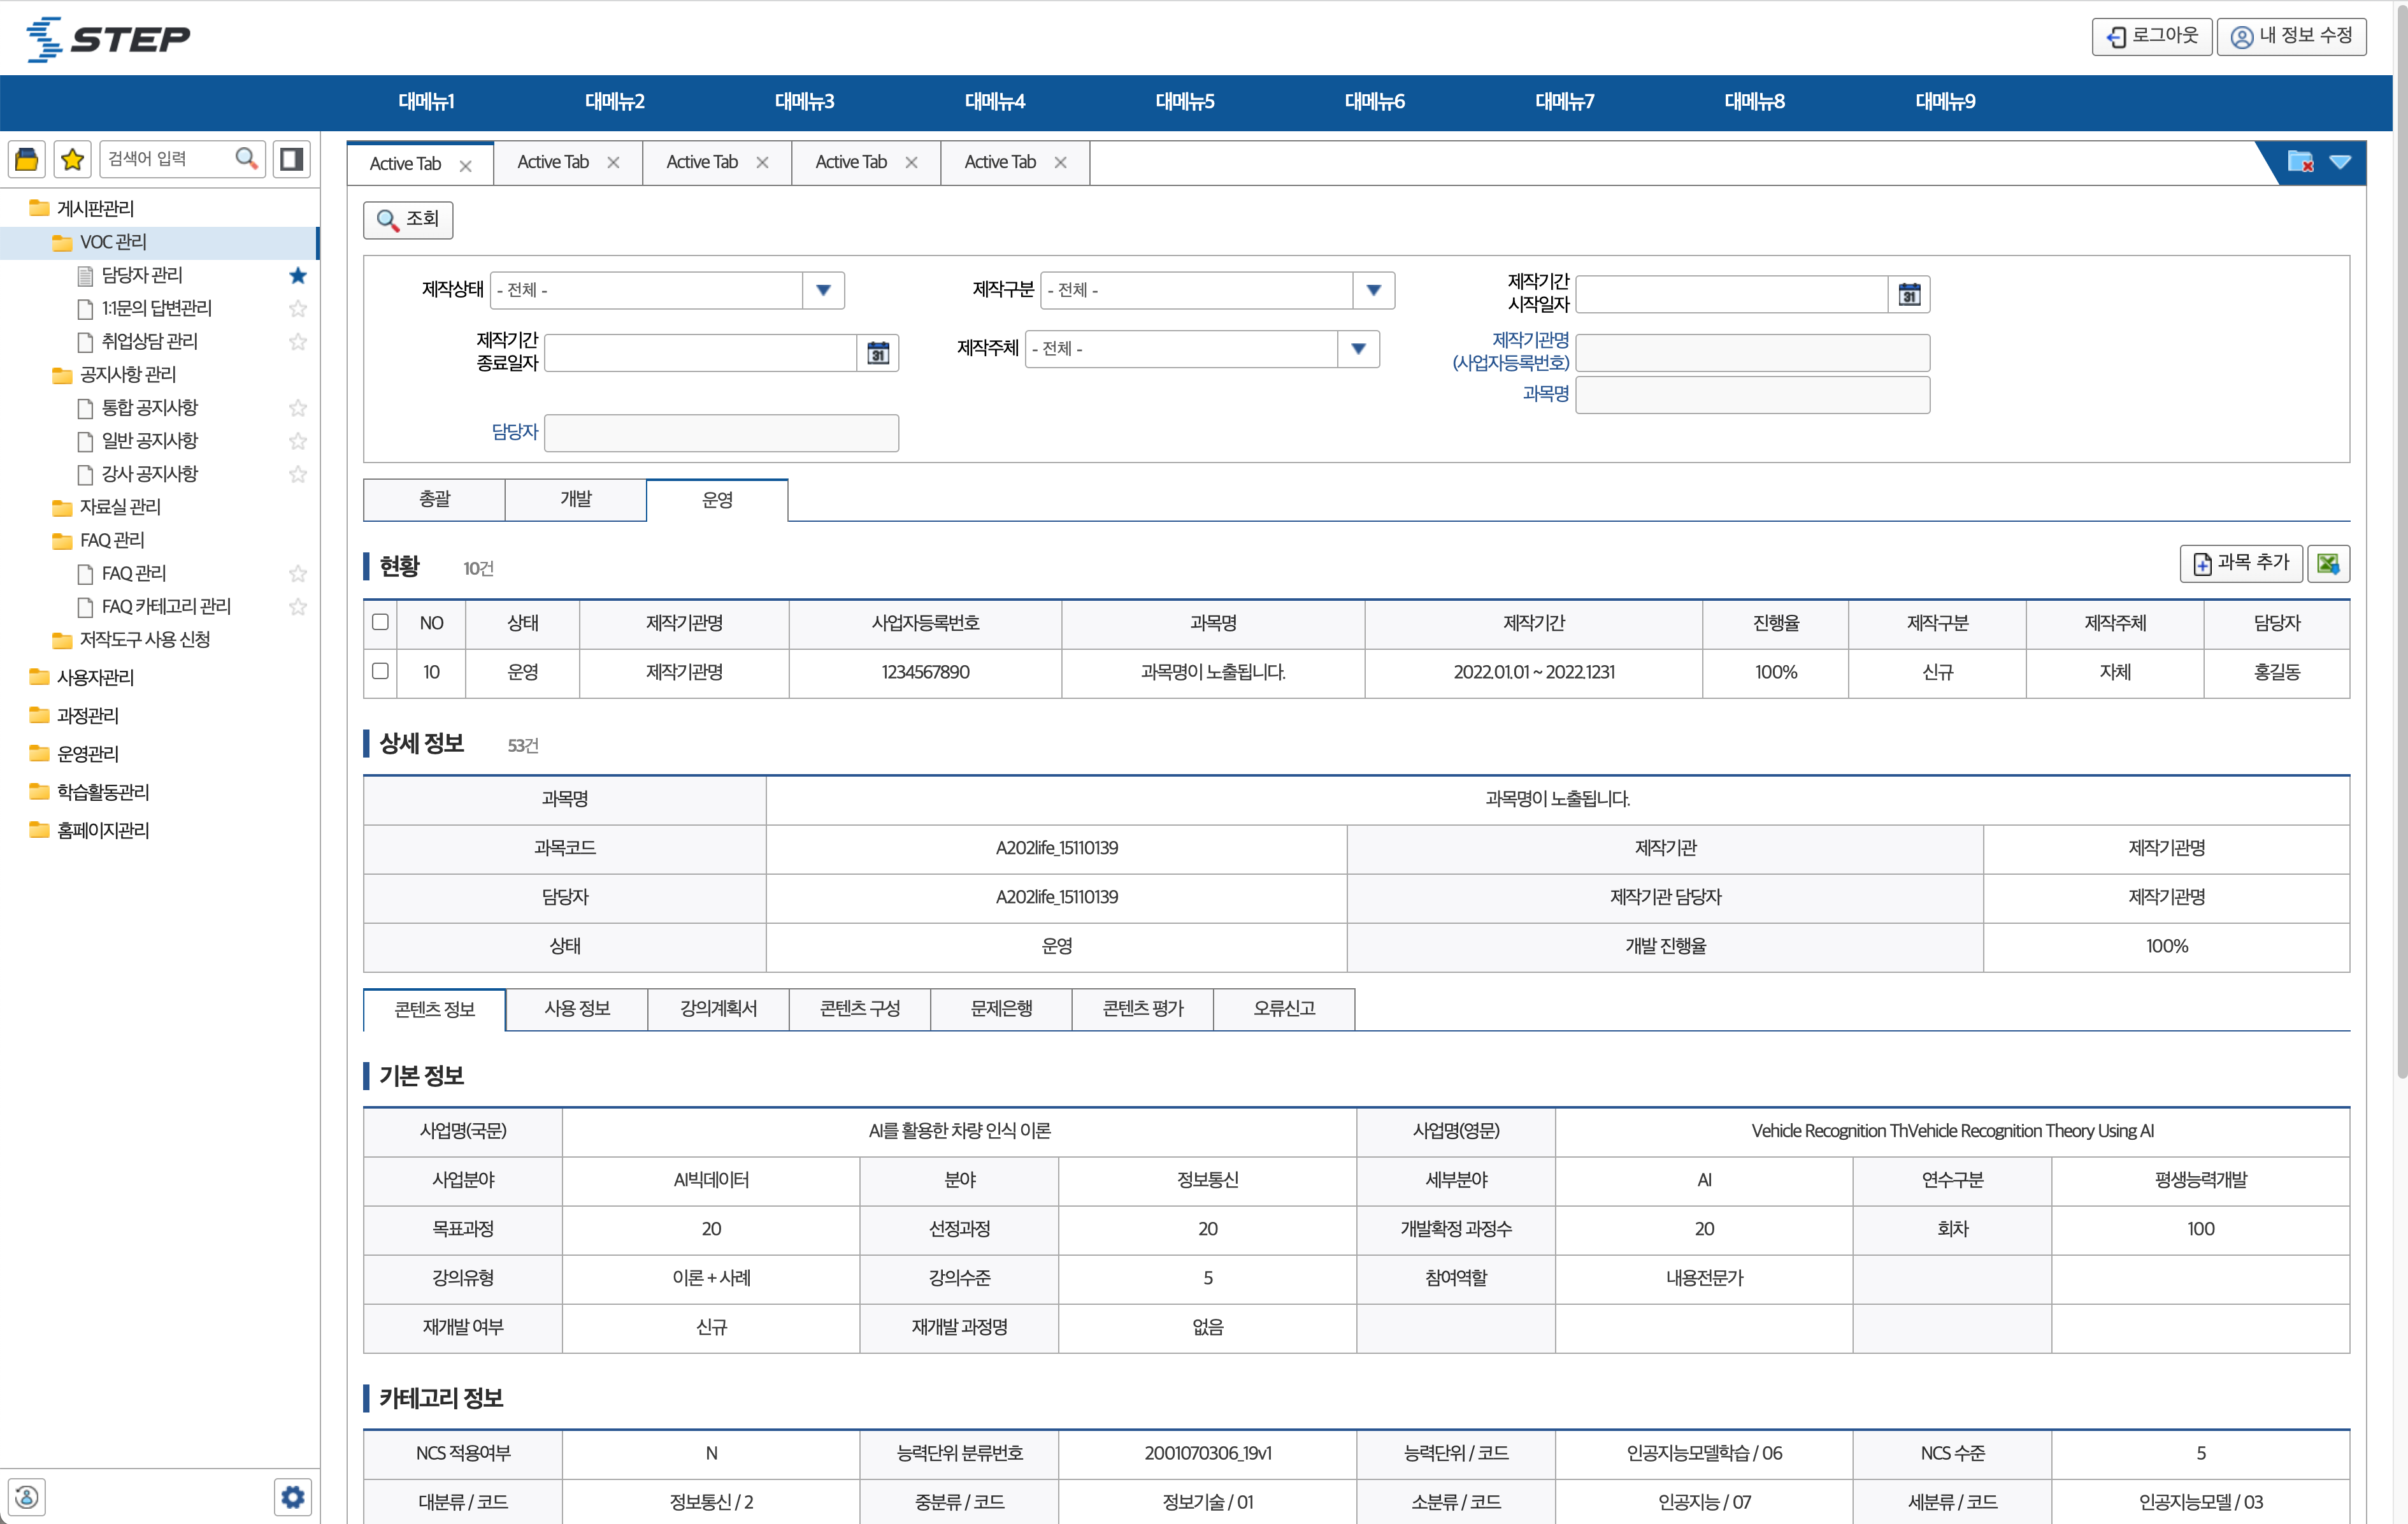 STEP
로그아웃
내 정보 수정
대메뉴1 대메뉴2 대메뉴3 대메뉴4 대메뉴5 대메뉴6 대메뉴7 대메뉴8 대메뉴9
검색어 입력
게시판관리
VOC 관리
담당자 관리
1:1문의 답변관리
취업상담 관리
공지사항 관리
통합 공지사항
일반 공지사항
강사 공지사항
자료실 관리
FAQ 관리
FAQ 관리
FAQ 카테고리 관리
저작도구 사용 신청
사용자관리
과정관리
운영관리
학습활동관리
홈페이지관리
Active Tab Active Tab Active Tab Active Tab Active Tab
조회
제작상태 - 전체 - 제작구분 - 전체 - 제작기간
시작일자 31
제작기간
종료일자 31 제작주체 - 전체 - 제작기관명
(사업자등록번호)
과목명
담당자
총괄 개발 운영
현황 10건 과목 추가
NO 상태 제작기관명 사업자등록번호 과목명 제작기간 진행율 제작구분 제작주체 담당자
10 운영 제작기관명 1234567890 과목명이 노출됩니다. 2022.01.01 ~ 2022.1231 100% 신규 자체 홍길동
상세 정보 53건
과목명 과목명이 노출됩니다.
과목코드 A202life_15110139 제작기관 제작기관명
담당자 A202life_15110139 제작기관 담당자 제작기관명
상태 운영 개발 진행율 100%
콘텐츠 정보 사용 정보 강의계획서 콘텐츠 구성 문제은행 콘텐츠 평가 오류신고
기본 정보
사업명(국문) AI를 활용한 차량 인식 이론 사업명(영문) Vehicle Recognition ThVehicle Recognition Theory Using AI
사업분야 AI빅데이터 분야 정보통신 세부분야 AI 연수구분 평생능력개발
목표과정 20 선정과정 20 개발확정 과정수 20 회차 100
강의유형 이론 + 사례 강의수준 5 참여역할 내용전문가
재개발 여부 신규 재개발 과정명 없음
카테고리 정보
NCS 적용여부 N 능력단위 분류번호 2001070306_19v1 능력단위 / 코드 인공지능모델학습 / 06 NCS 수준 5
대분류 / 코드 정보통신 / 2 중분류 / 코드 정보기술 / 01 소분류 / 코드 인공지능 / 07 세분류 / 코드 인공지능모델 / 03